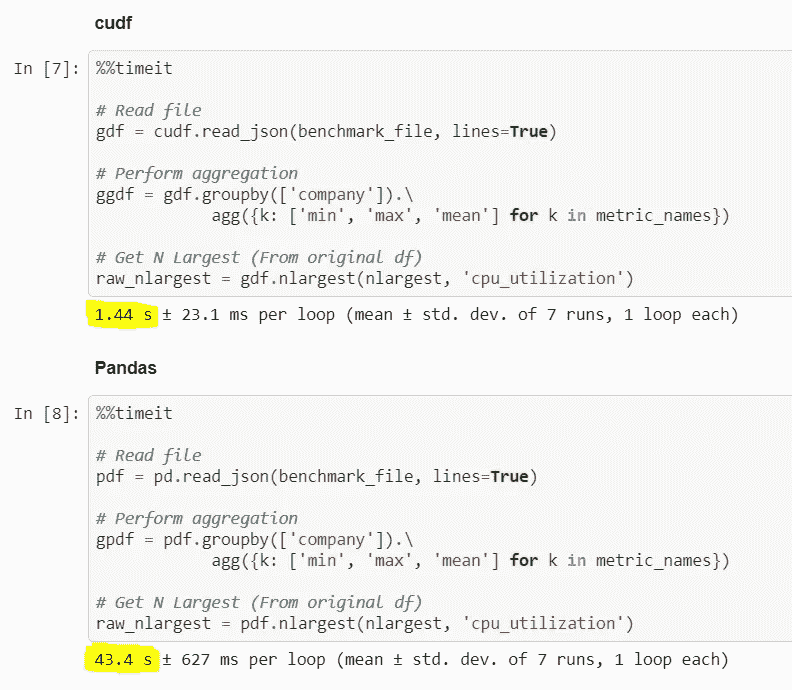 cudf
In [7]: %%timeit
# Read file
gdf = cudf.read_json(benchmark_file, lines=True)
# Perform aggregation
ggdf = gdf.groupby(['company']).\
agg({k: ['min', 'max', 'mean'] for k in metric_names})
# Get N Largest (From original df)
raw_nlargest = gdf.nlargest(nlargest, 'cpu_utilization')
1.44 s ± 23.1 ms per loop (mean ± std. dev. of 7 runs, 1 loop each)
Pandas
In [8]: %%timeit
# Read file
pdf = pd.read_json(benchmark_file, lines=True)
# Perform aggregation
gpdf = pdf.groupby(['company']).\
agg({k: ['min', 'max', 'mean'] for k in metric_names})
# Get N Largest (From original df)
raw_nlargest = pdf.nlargest(nlargest, 'cpu_utilization')
43.4 s ± 627 ms per loop (mean ± std. dev. of 7 runs, 1 loop each)